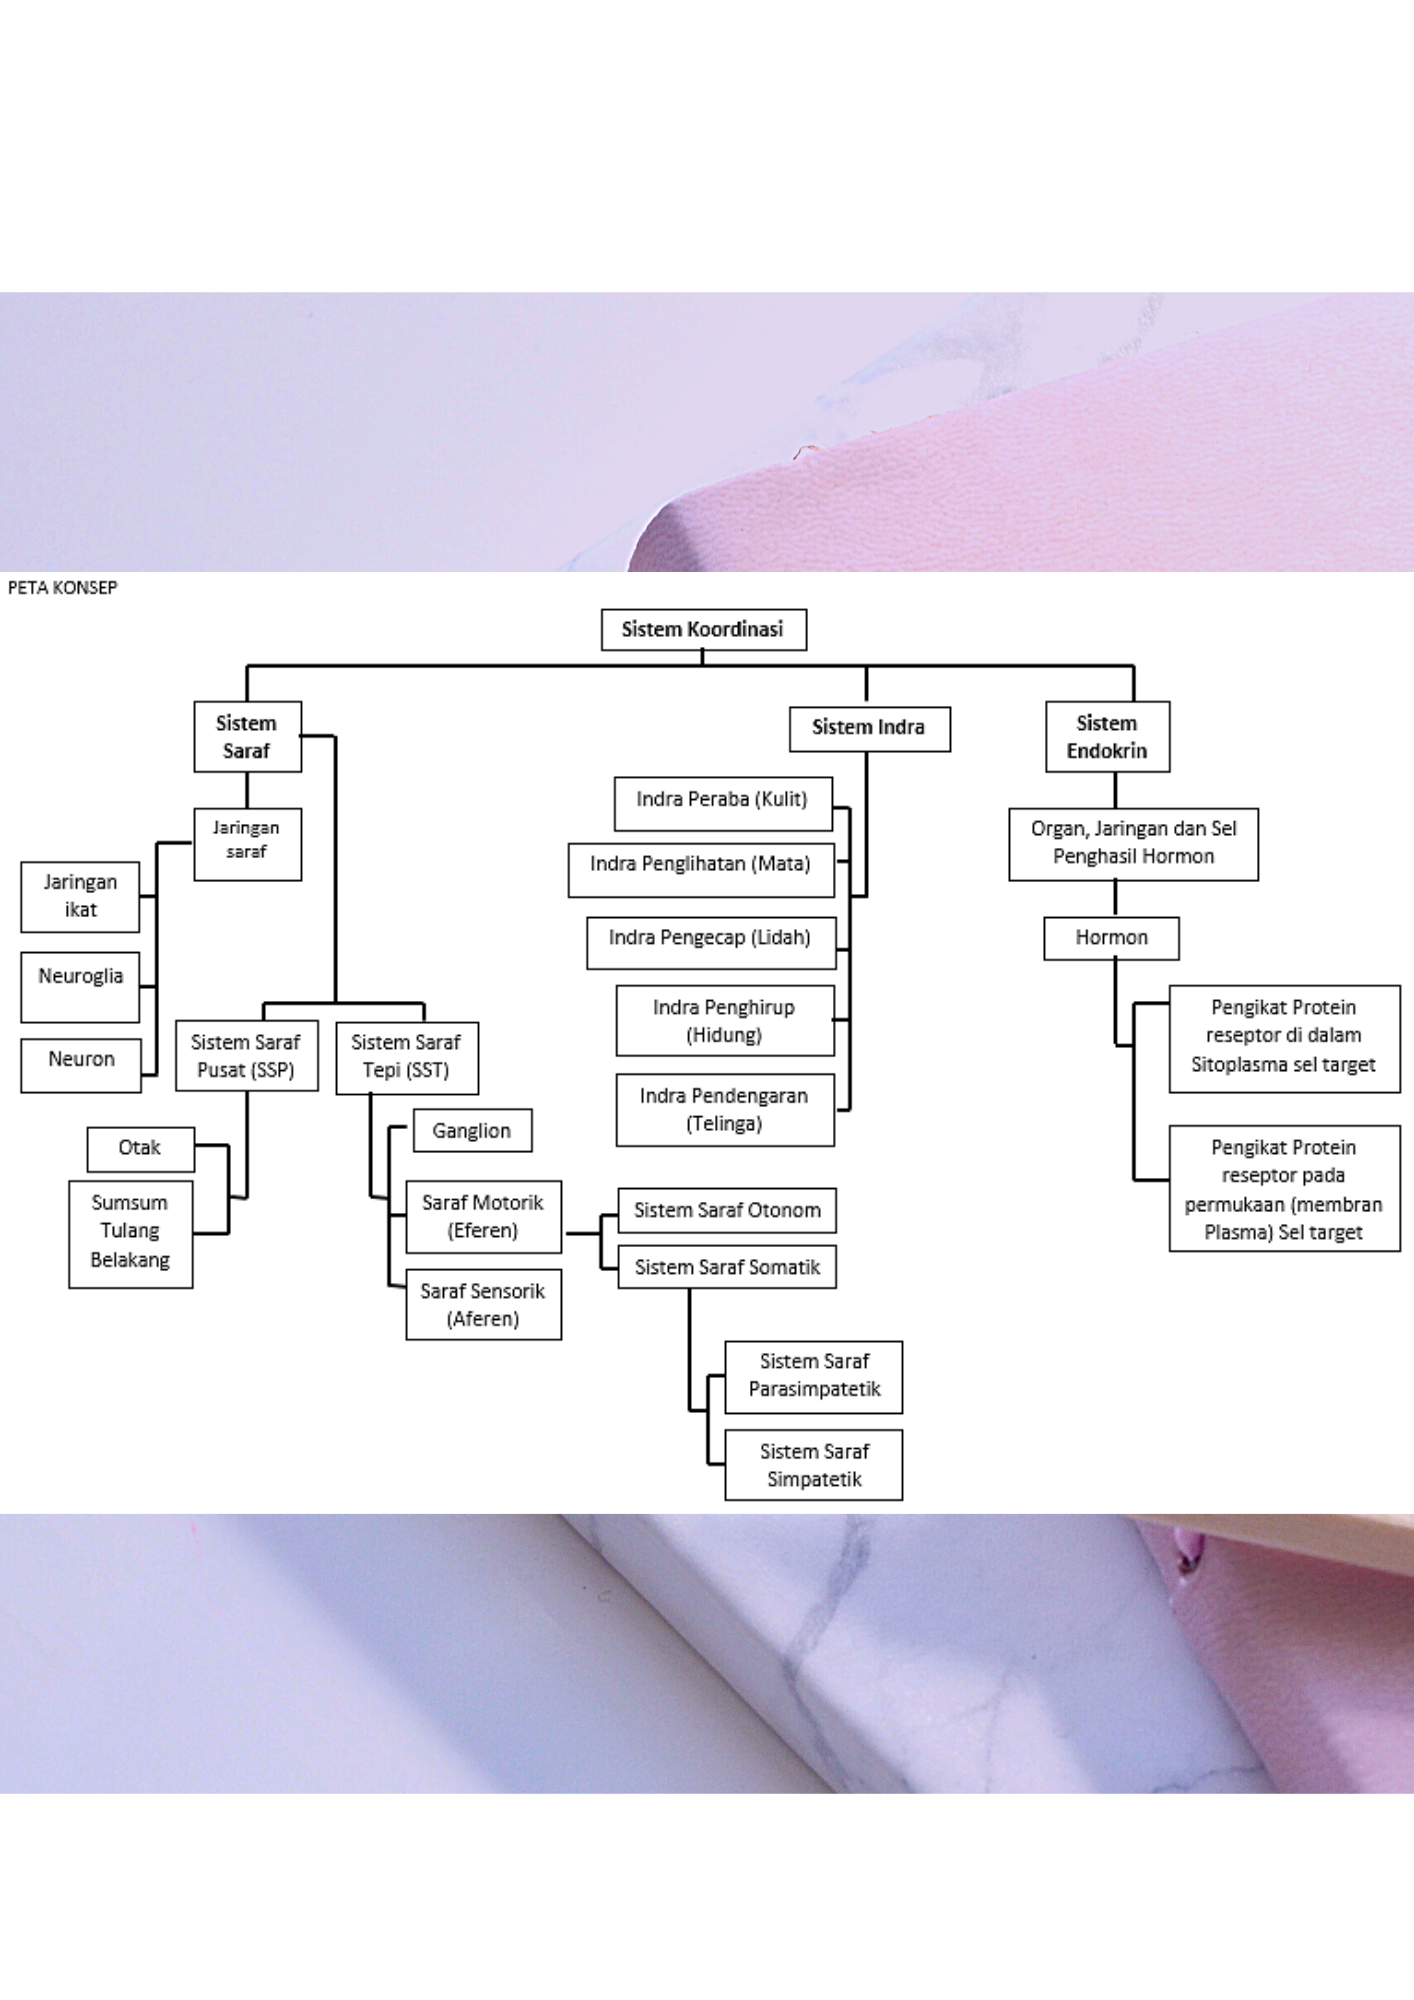 PETA KONSEP
Sistem Koordinasi
Sistem
Saraf
Sistem Indra
Sistem
Endokrin
Jaringan
saraf
Jaringan
ikat
Neuroglia
Neuron
Sistem Saraf
Pusat (SSP)
Sistem Saraf
Tepi (SST)
Otak
Sumsum
Tulang
Belakang
Ganglion
Saraf Motorik
(Eferen)
Saraf Sensorik
(Aferen)
Sistem Saraf Otonom
Sistem Saraf Somatik
Sistem Saraf
Parasimpatetik
Sistem Saraf
Simpatetik
Indra Peraba (Kulit)
Indra Penglihatan (Mata)
Indra Pengecap (Lidah)
Indra Penghirup
(Hidung)
Indra Pendengaran
(Telinga)
Organ, Jaringan dan Sel
Penghasil Hormon
Hormon
Pengikat Protein
reseptor di dalam
Sitoplasma sel target
Pengikat Protein
reseptor pada
permukaan (membran
Plasma) Sel target